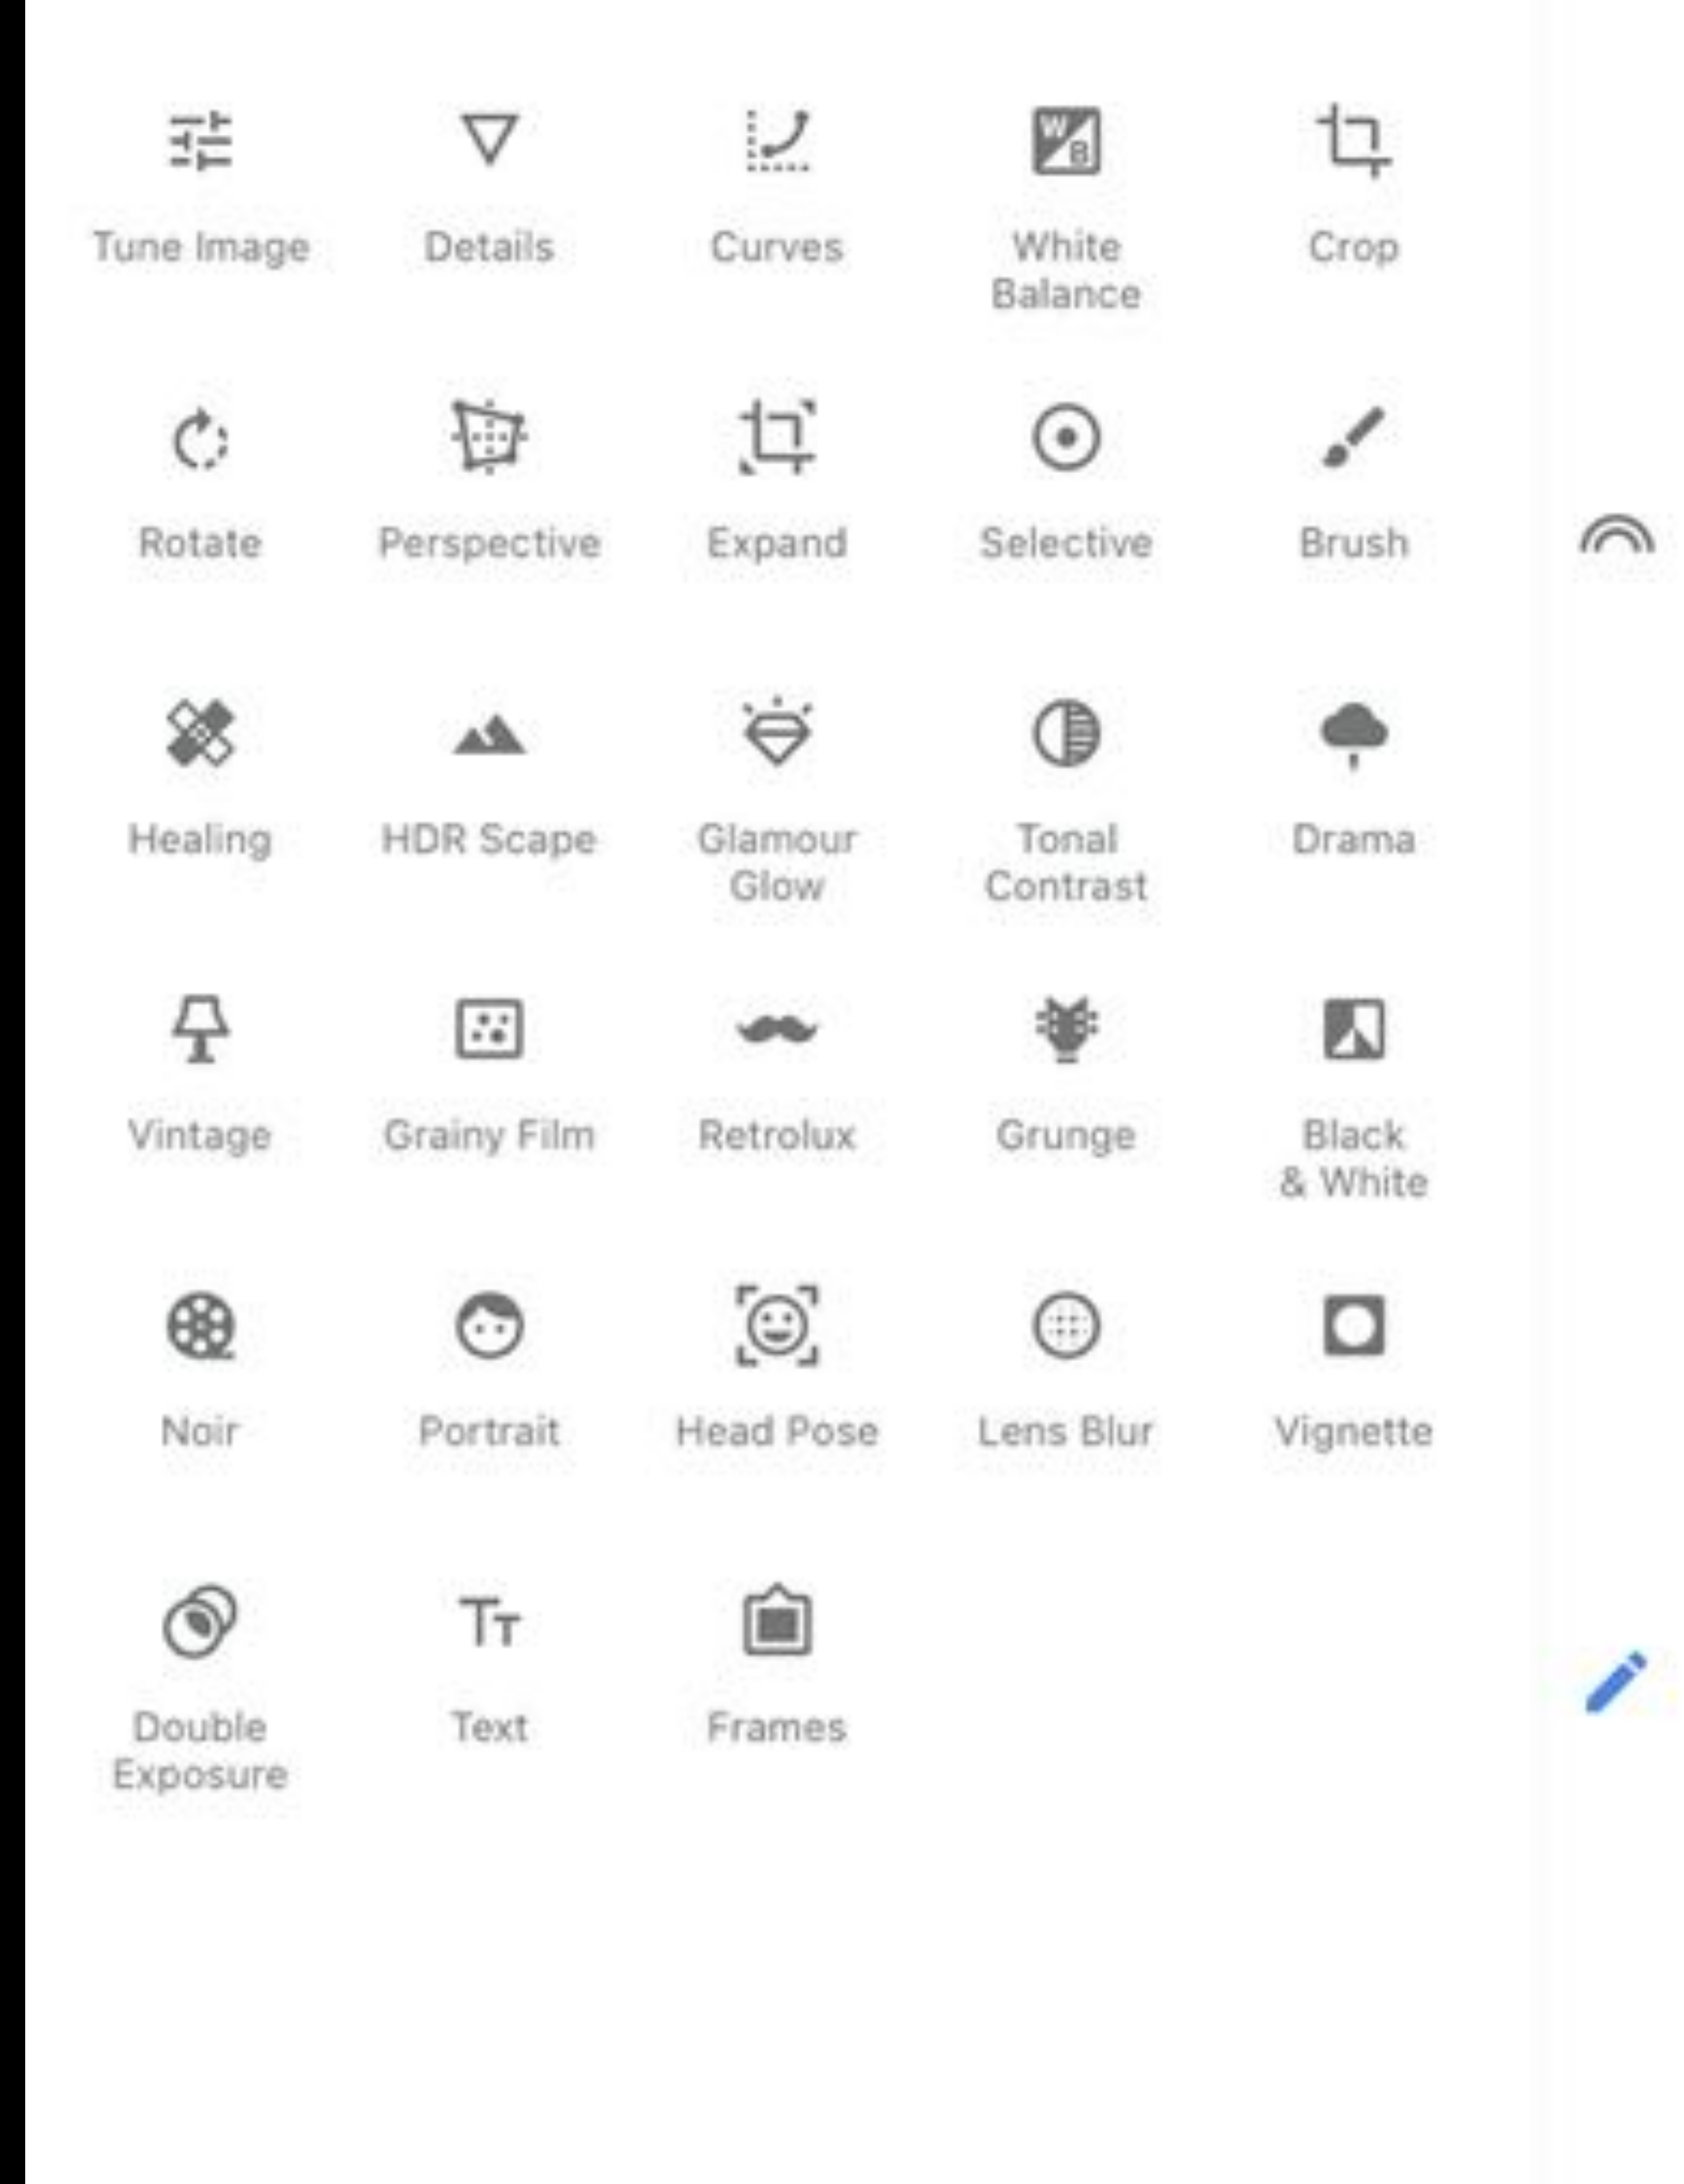 Tune Image
Details
Curves
W
B
White
Balance
Crop
Rotate
Perspective
Expand
Selective
Brush
Healing
HDR Scape
Glamour
Glow
Tonal
Contrast
Drama
Vintage
Grainy Film
Retrolux
Grunge
Black
& White
Noir
Portrait
Head Pose
Lens Blur
Vignette
Double
Exposure
TT
Text
Frames